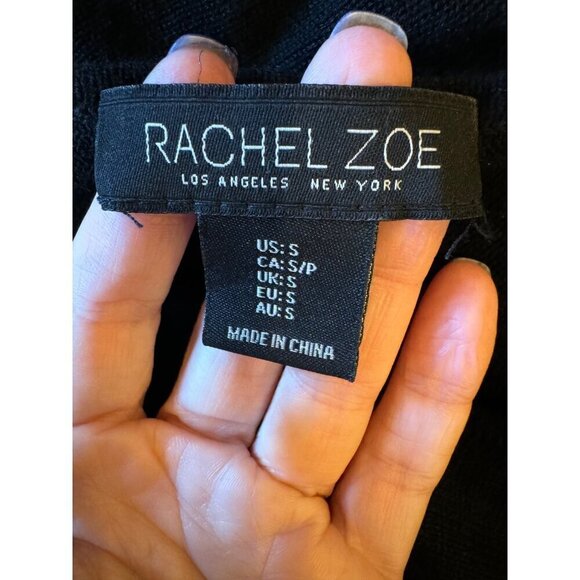 RACHEL ZOE
LOS ANGELES NEW YORK
US: S
CA: S/P
UK: S
EU: S
AU: S
MADE IN CHINA